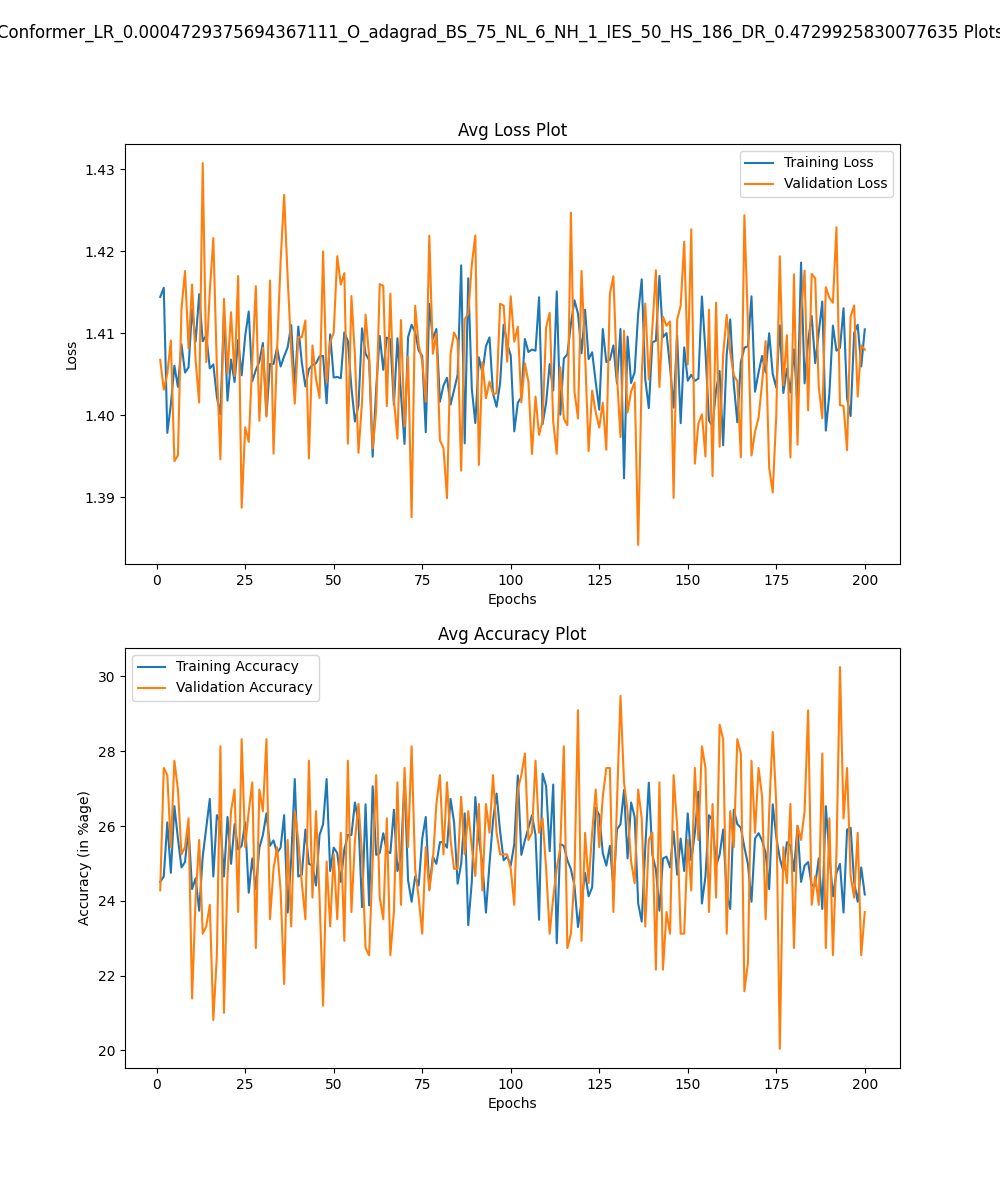 Conformer_LR_0.0004729375694367111_O_adagrad_BS_75_NL_6_NH_1_IES_50_HS_186_DR_0.4729925830077635 Plots
Avg Loss Plot
Training Loss
Validation Loss
1.43
1.42
1.41
1.40
1.39
Loss
0 25 50 75 100 125 150 175 200
Epochs
Avg Accuracy Plot
Training Accuracy
Validation Accuracy
30
28
26
24
22
20
Accuracy (in %age)
0 25 50 75 100 125 150 175 200
Epochs